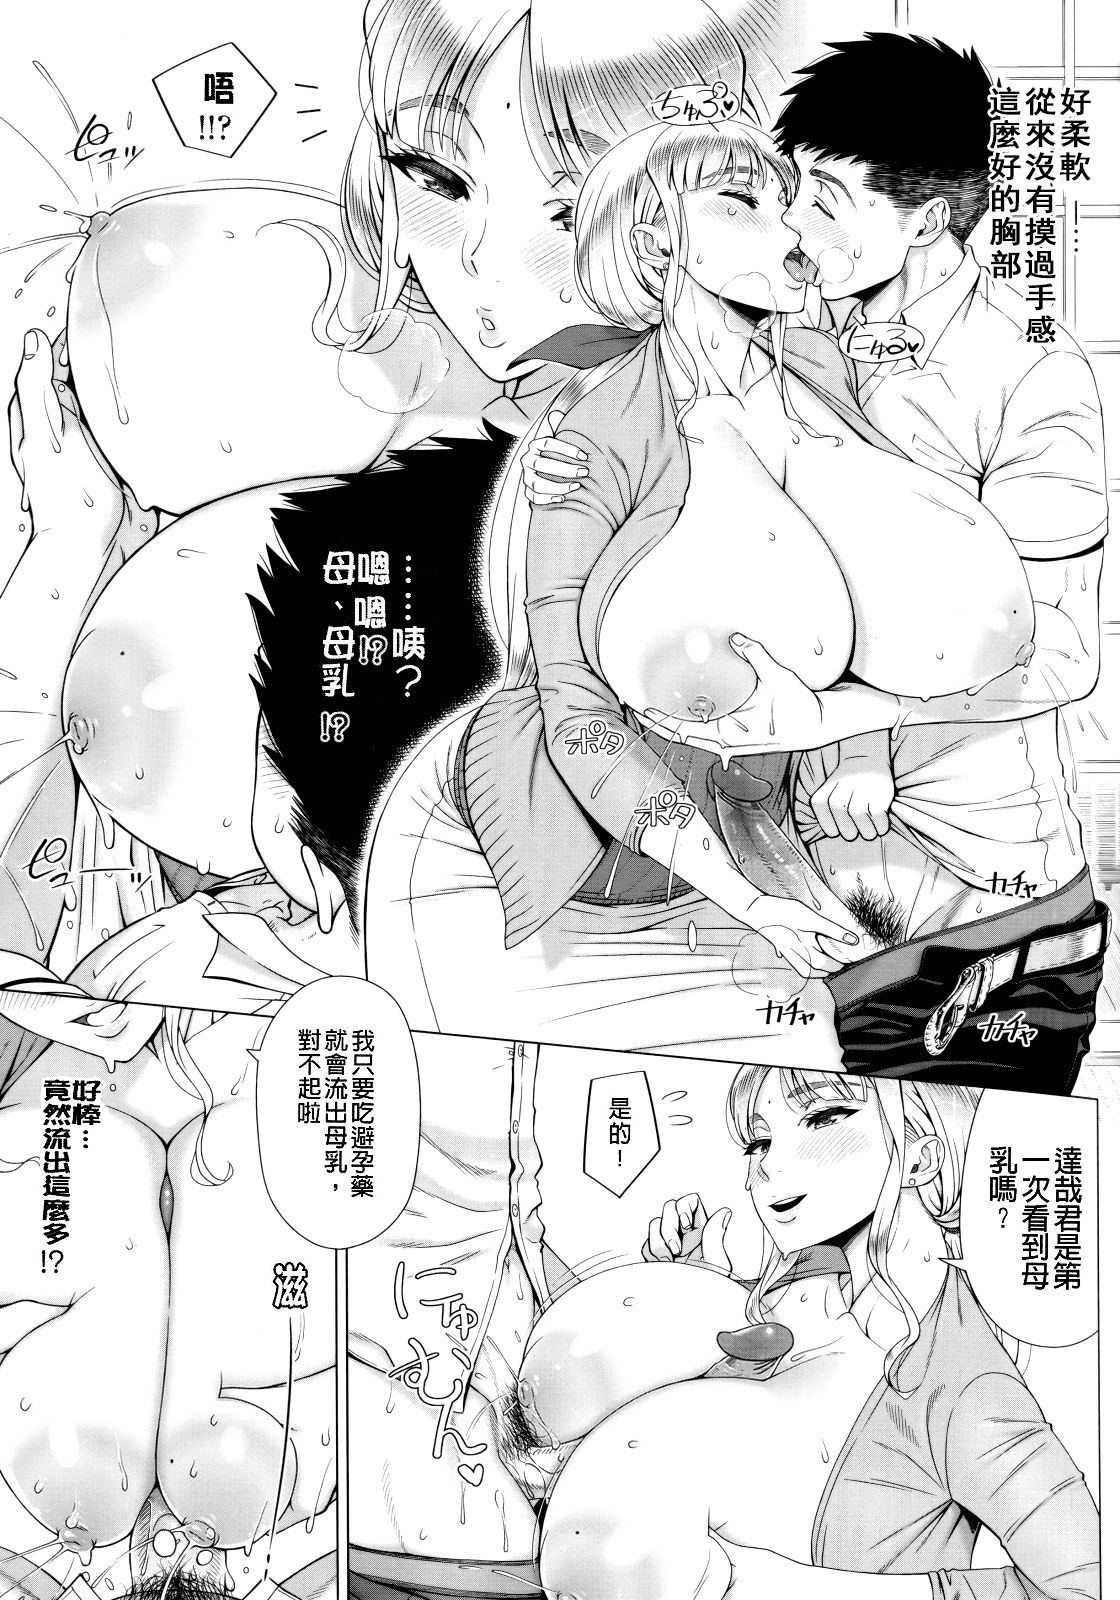 好柔軟……
從來沒有摸過手感
這麼好的胸部
ちゅぷ♥
にゅる♥
唔!!?
ピュッ
……咦？
嗯嗯!?
母、母乳!?
ポタ
ポタ
カチャ
カチャ
カチャ
ピューッ
達哉君是第
一次看到母
乳嗎？
是的！
我只要吃避孕藥
就會流出母乳，
對不起啦
にゅむん♡
好棒…
竟然流出這麼多!?
滋